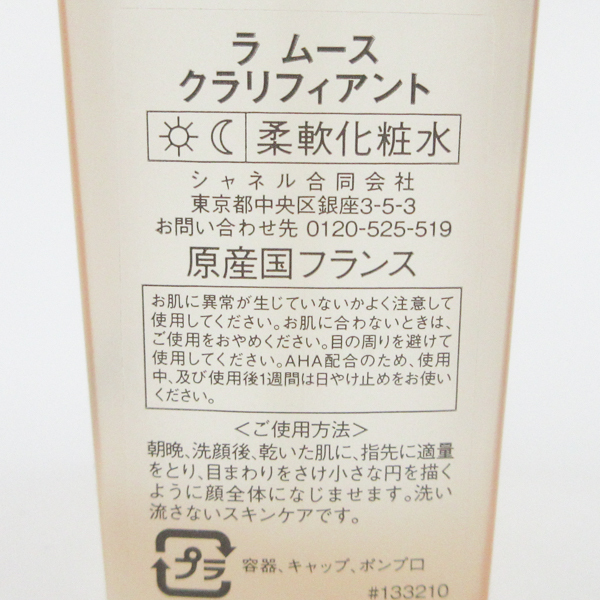 ラ ムース
クラリフィアント
柔軟化粧水
シャネル合同会社
東京都中央区銀座3-5-3
お問い合わせ先 0120-525-519
原産国フランス
お肌に異常が生じていないかよく注意して
使用してください。お肌に合わないときは、
ご使用をおやめください。目の周りを避けて
使用してください。AHA配合のため、使用
中、及び使用後1週間は日やけ止めをお使い
ください。
＜ご使用方法＞
朝晩、洗顔後、乾いた肌に、指先に適量
をとり、目まわりをさけ小さな円を描く
ように顔全体になじませます。洗い
流さないスキンケアです。
プラ 容器、キャップ、ポンプ口
#133210